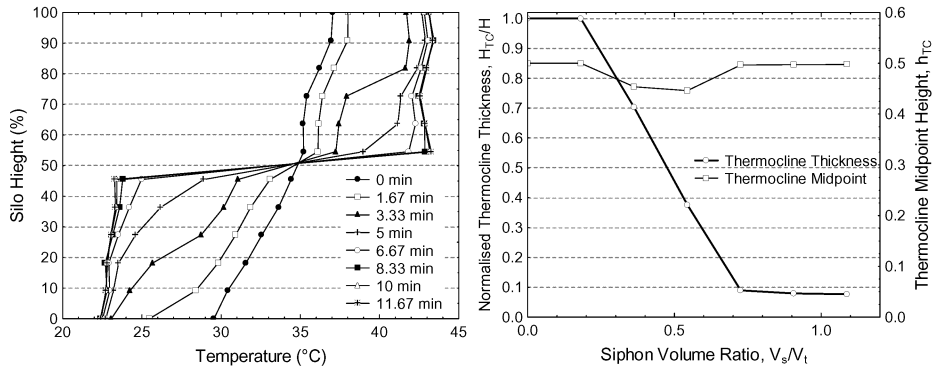 100
90
80
70
60
50
40
30
20
10
0
Silo Hieght (%)
20 25 30 35 40 45
Temperature (°C)
0 min
1.67 min
3.33 min
5 min
6.67 min
8.33 min
10 min
11.67 min
1.0
0.9
0.8
0.7
0.6
0.5
0.4
0.3
0.2
0.1
0.0
Normalised Thermocline Thickness, H_TC/H
0.0 0.5 1.0
Siphon Volume Ratio, V_s/V_t
Thermocline Thickness
Thermocline Midpoint
0.6
0.5
0.4
0.3
0.2
0.1
0.0
Thermocline Midpoint Height, h_TC